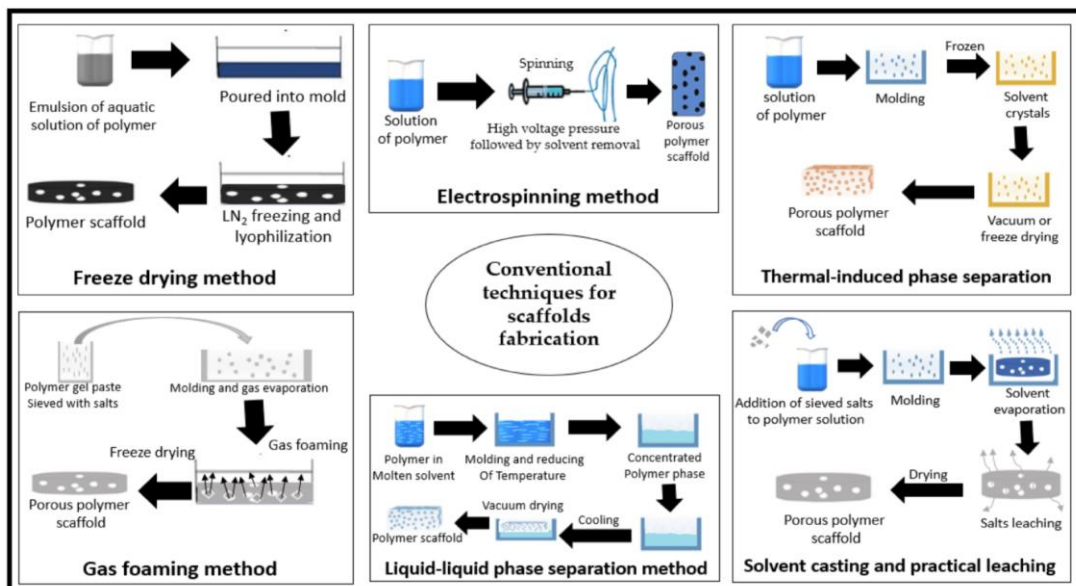 Emulsion of aquatic
solution of polymer
Poured into mold
LN2 freezing and
lyophilization
Polymer scaffold
Freeze drying method
Solution
of polymer
Spinning
High voltage pressure
followed by solvent removal
Porous
polymer
scaffold
Electrospinning method
solution
of polymer
Molding
Frozen
Solvent
crystals
Vacuum or
freeze drying
Porous polymer
scaffold
Thermal-induced phase separation
Conventional
techniques for
scaffolds
fabrication
Polymer gel paste
Sieved with salts
Molding and gas evaporation
Gas foaming
Freeze drying
Porous polymer
scaffold
Gas foaming method
Polymer in
Molten solvent
Molding and reducing
Of Temperature
Concentrated
Polymer phase
Cooling
Vacuum drying
Polymer scaffold
Liquid-liquid phase separation method
Addition of sieved salts
to polymer solution
Molding
Solvent
evaporation
Salts leaching
Drying
Porous polymer
scaffold
Solvent casting and practical leaching